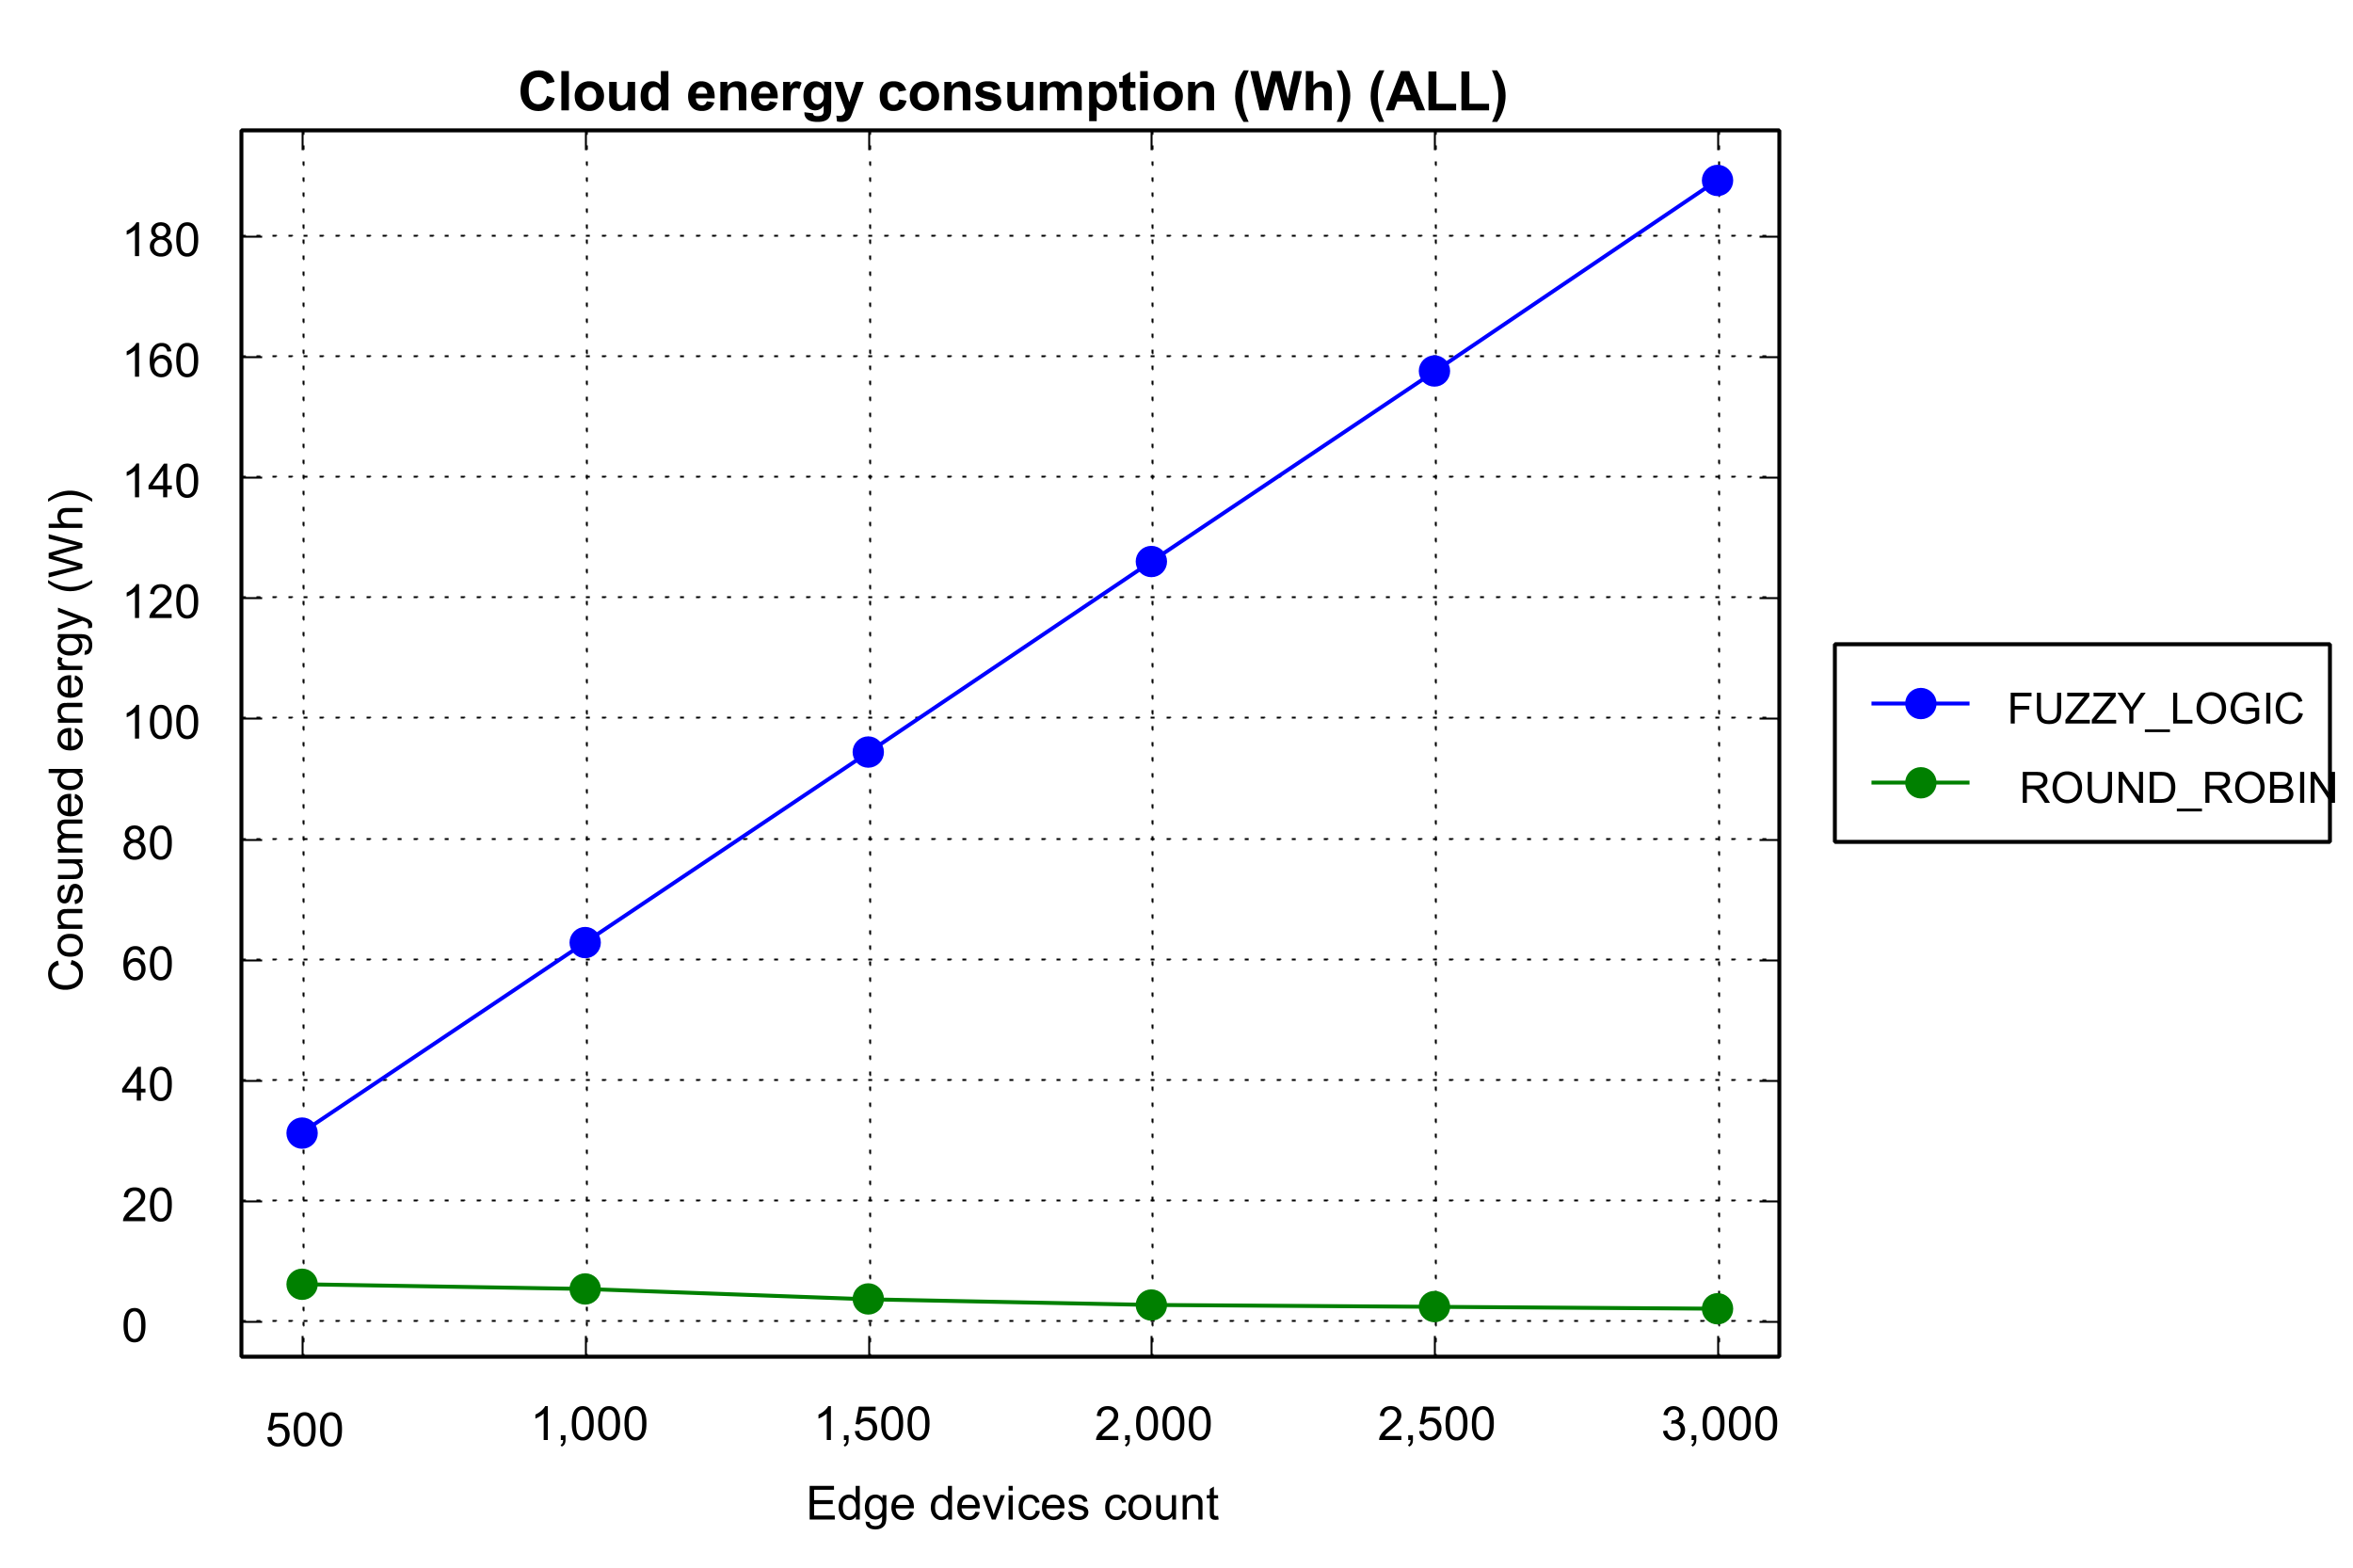 Cloud energy consumption (Wh) (ALL)
Consumed energy (Wh)
180
160
140
120
100
80
60
40
20
0
500 1,000 1,500 2,000 2,500 3,000
Edge devices count
FUZZY_LOGIC
ROUND_ROBIN